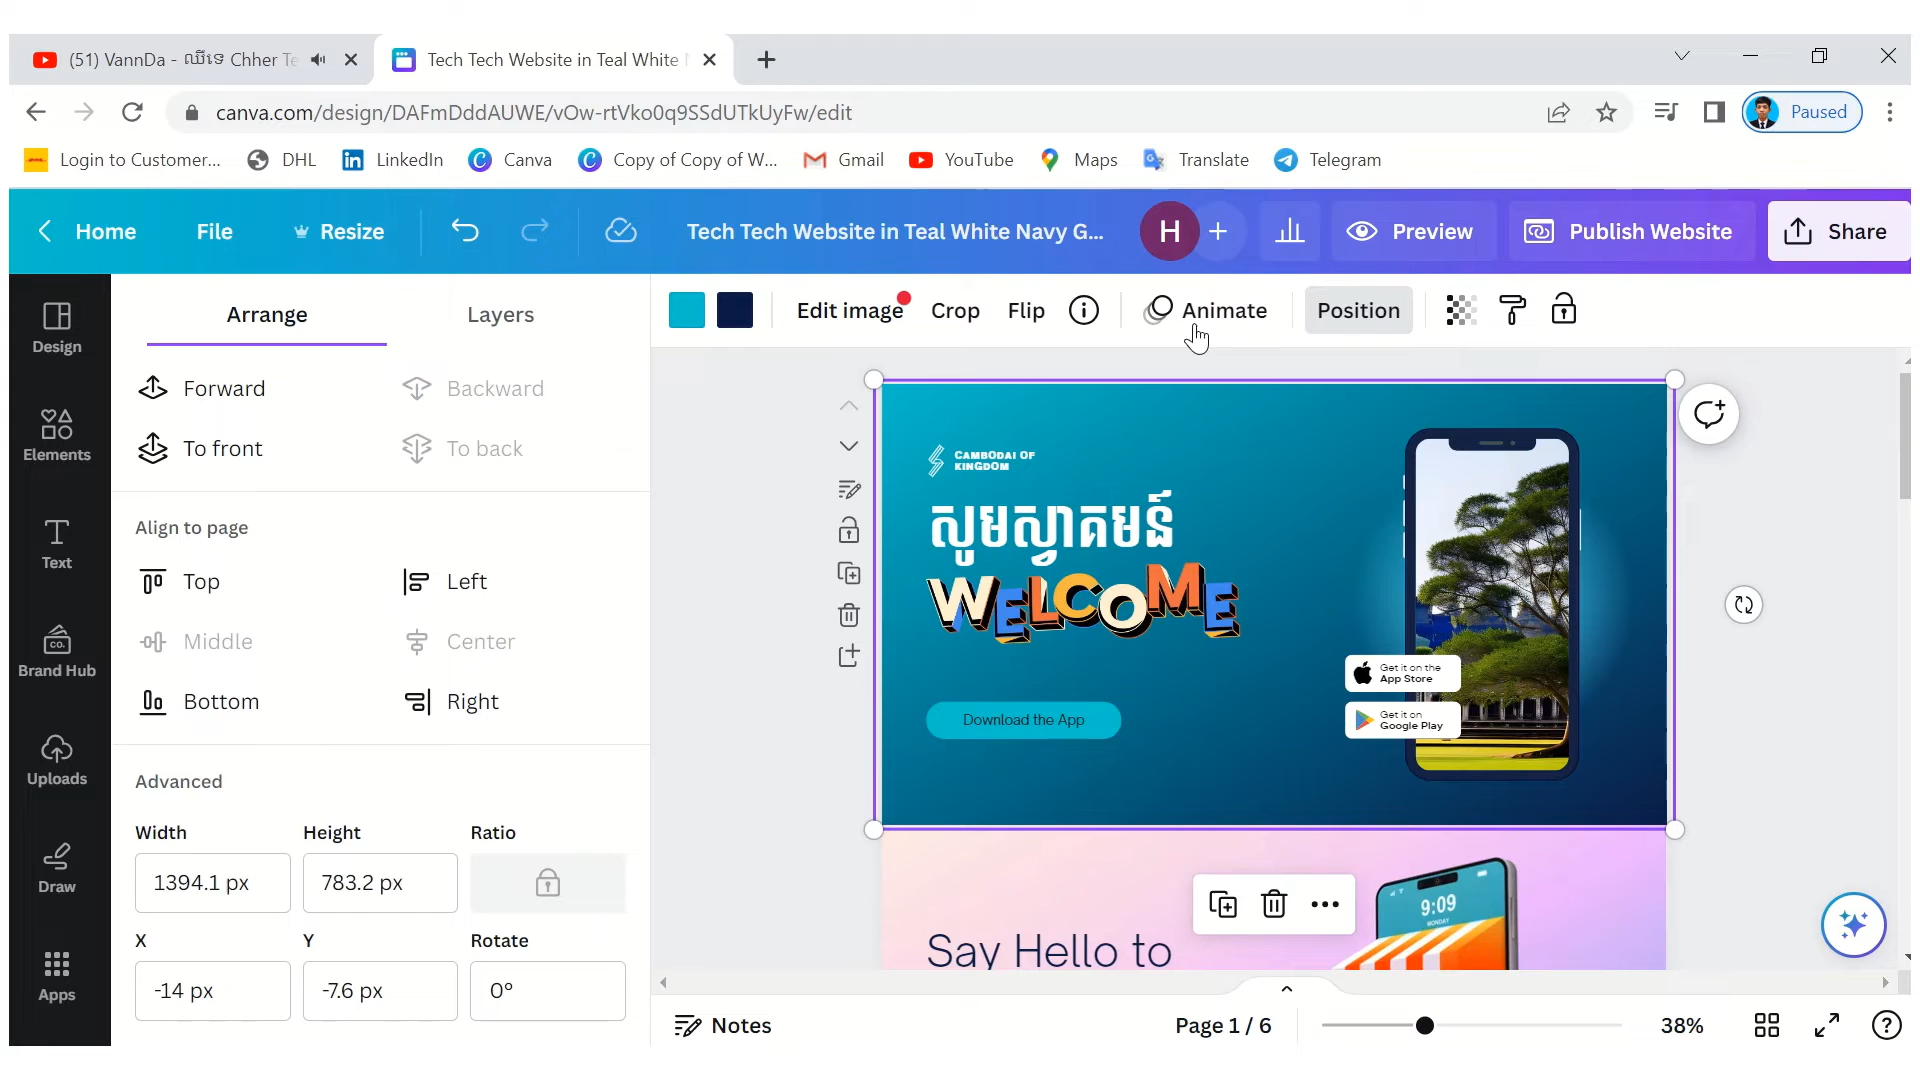 (51) VannDa - ឈឺទេ Chher Te
Tech Tech Website in Teal White
canva.com/design/DAFmDddAUWE/vOw-rtVko0q9SSdUTkUyFw/edit
Paused
Login to Customer...
DHL
LinkedIn
Canva
Copy of Copy of W...
Gmail
YouTube
Maps
Translate
Telegram
Home
File
Resize
Tech Tech Website in Teal White Navy G...
H
Preview
Publish Website
Share
Design
Elements
Text
Brand Hub
Uploads
Draw
Apps
Arrange
Layers
Forward
Backward
To front
To back
Align to page
Top
Left
Middle
Center
Bottom
Right
Advanced
Width
Height
Ratio
1394.1 px
783.2 px
X
Y
Rotate
-14 px
-7.6 px
0°
Edit image
Crop
Flip
Animate
Position
CAMBODAI OF
KINGDOM
សូមស្វាគមន៍
WELCOME
Download the App
Get it on the
App Store
Get it on
Google Play
9:09
MONDAY
Say Hello to
Notes
Page 1 / 6
38%